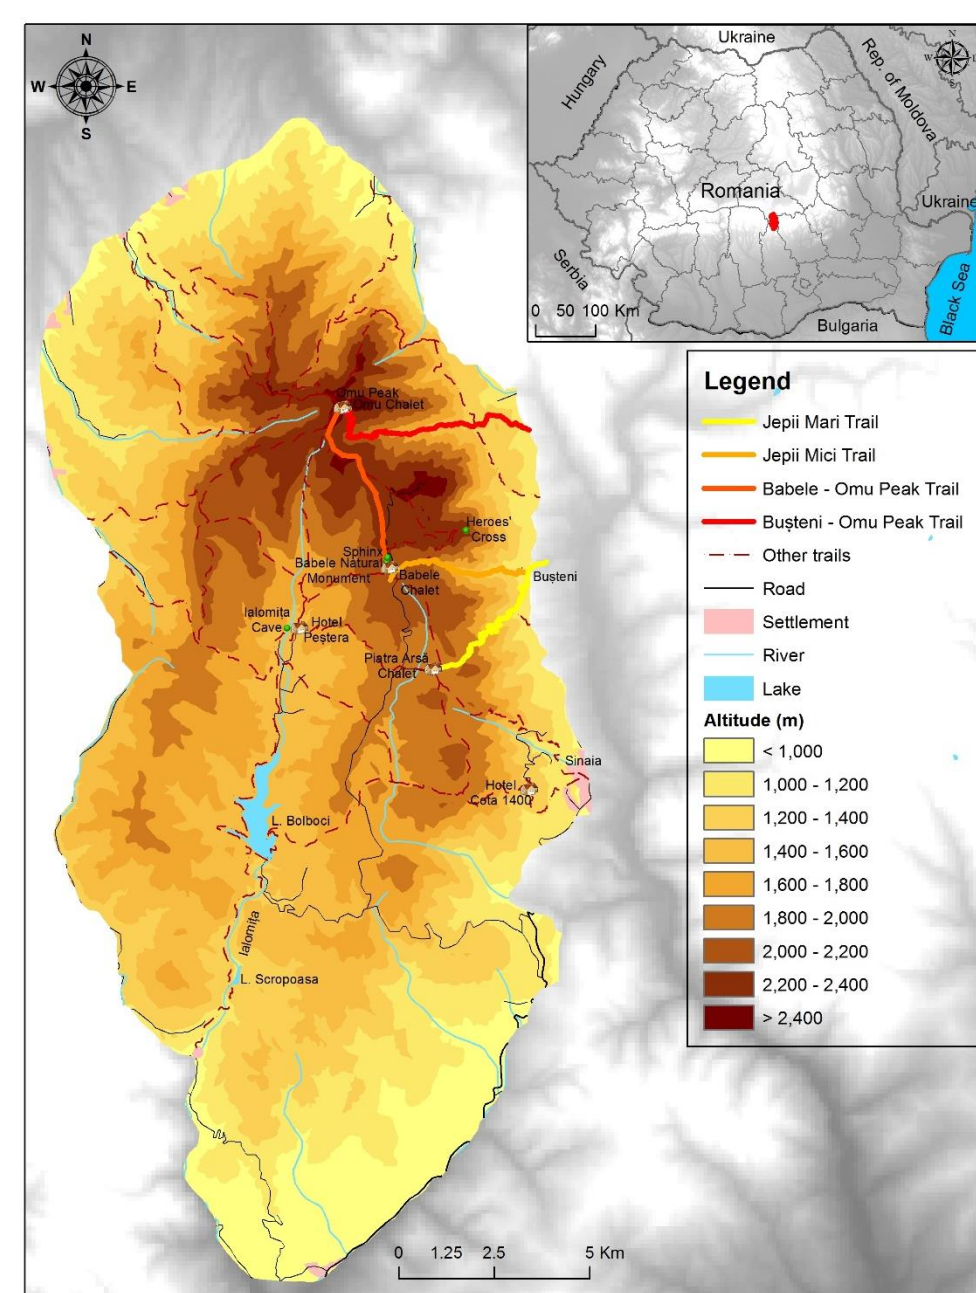 N
W
E
S
Ukraine
Hungary
Rep. of Moldova
N
W
S
Romania
Ukraine
Serbia
Black Sea
0 50 100 Km
Bulgaria
Omu Peak
Omu Chalet
Heroes'
Cross
Sphinx
Babele Natural
Monument
Babele
Chalet
Bușteni
Ialomița
Cave
Hotel
Peștera
Piatra Arsă
Chalet
Sinaia
Hotel
Cota 1400
L. Bolboci
Ialomița
L. Scropoasa
0 1.25 2.5 5 Km
Legend
Jepii Mari Trail
Jepii Mici Trail
Babele - Omu Peak Trail
Bușteni - Omu Peak Trail
Other trails
Road
Settlement
River
Lake
Altitude (m)
< 1,000
1,000 - 1,200
1,200 - 1,400
1,400 - 1,600
1,600 - 1,800
1,800 - 2,000
2,000 - 2,200
2,200 - 2,400
> 2,400